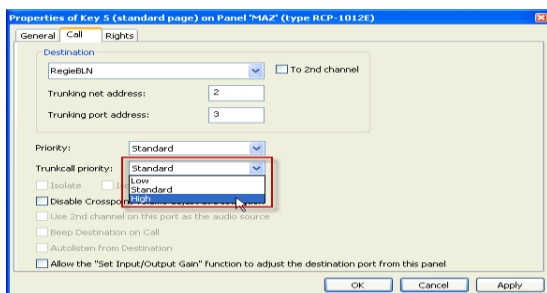 Properties of Key 5 (standard page) on Panel 'MAZ' (type RCP-1012E)
General Call Rights
Destination
RegieBLN To 2nd channel
Trunking net address: 2
Trunking port address: 3
Priority: Standard
Trunkcall priority: Standard
Low
Isolate
Standard
High
Disable Crosspoint
Use 2nd channel on this port as the audio source
Beep Destination on Call
Autolisten from Destination
Allow the "Set Input/Output Gain" function to adjust the destination port from this panel
OK Cancel Apply